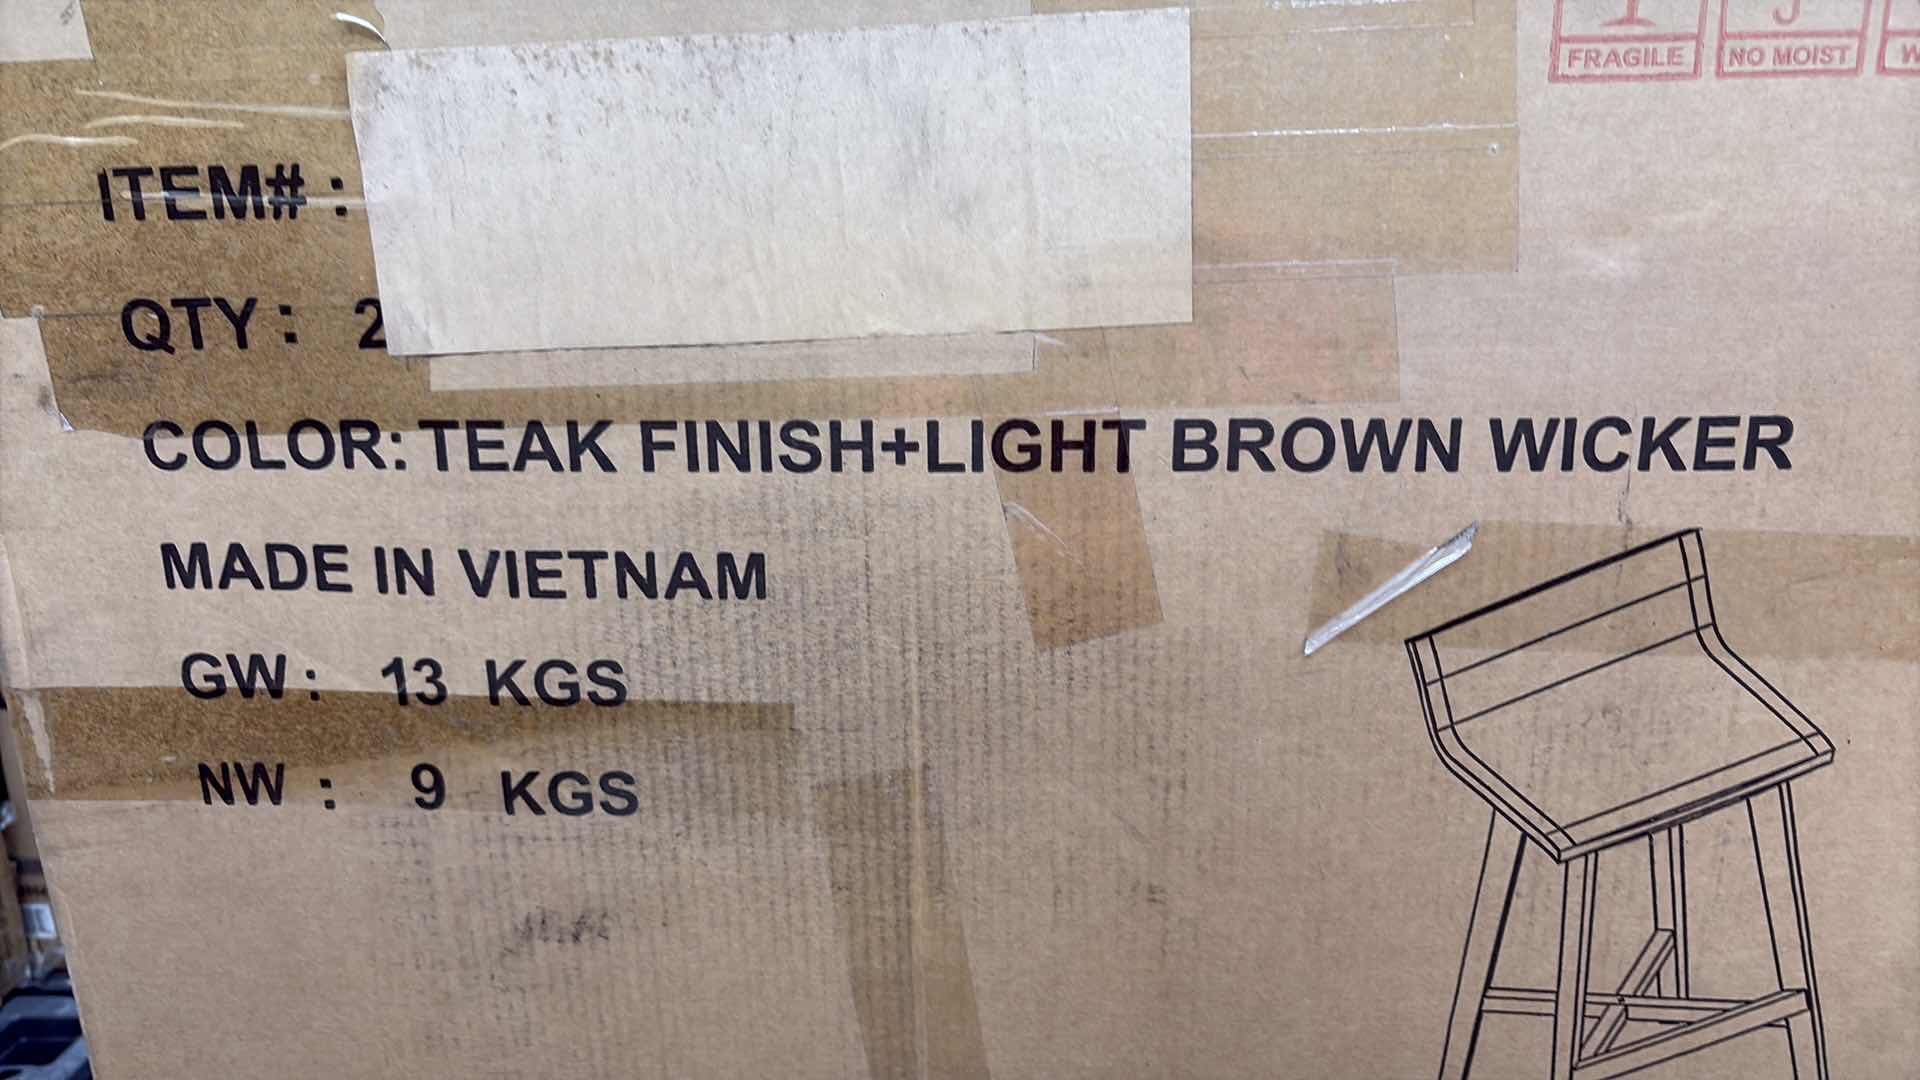 FRAGILE NO MOIST
ITEM# :
QTY : 2
COLOR: TEAK FINISH+LIGHT BROWN WICKER
MADE IN VIETNAM
GW : 13 KGS
NW : 9 KGS